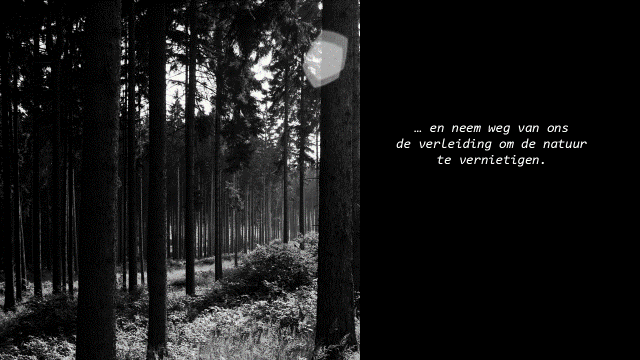 … en neem weg van ons
de verleiding om de natuur
te vernietigen.